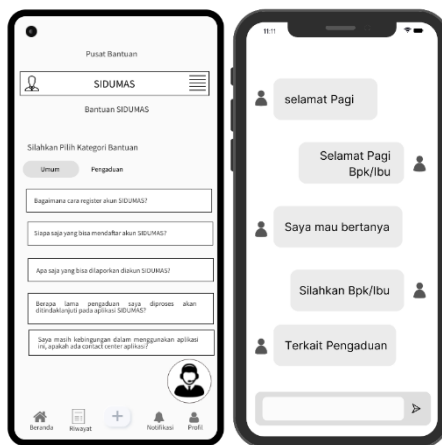 Pusat Bantuan
SIDUMAS
Bantuan SIDUMAS
Silahkan Pilih Kategori Bantuan
Umum
Pengaduan
Bagaimana cara register akun SIDUMAS?
Siapa saja yang bisa mendaftar akun SIDUMAS?
Apa saja yang bisa dilaporkan diakun SIDUMAS?
Berapa lama pengaduan saya diproses akan
ditindaklanjuti pada aplikasi SIDUMAS?
Saya masih kebingungan dalam menggunakan aplikasi
ini, apakah ada contact center aplikasi?
Beranda
Riwayat
Notifikasi
Profil
11:11
selamat Pagi
Selamat Pagi
Bpk/Ibu
Saya mau bertanya
Silahkan Bpk/Ibu
Terkait Pengaduan